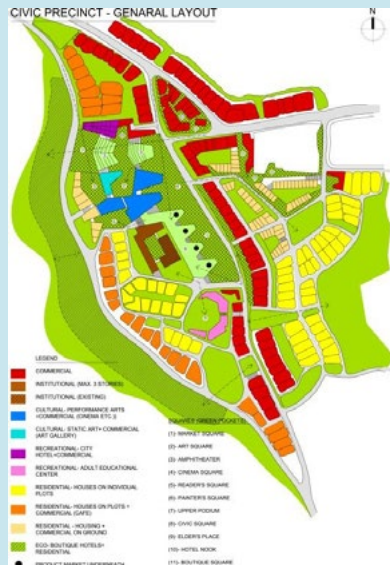 CIVIC PRECINCT - GENARAL LAYOUT
N
LEGEND
COMMERCIAL
INSTITUTIONAL (MAX. 3 STORIES)
INSTITUTIONAL (EXISTING)
CULTURAL- PERFORMANCE ARTS
+COMMERCIAL (CINEMA ETC.)
CULTURAL- STATIC ART+ COMMERCIAL
(ART GALLERY)
RECREATIONAL- CITY
HOTEL+COMMERCIAL
RECREATIONAL- ADULT EDUCATIONAL
CENTER
RESIDENTIAL- HOUSES ON INDIVIDUAL
PLOTS
RESIDENTIAL- HOUSES ON PLOTS +
COMMERCIAL (CAFE)
RESIDENTIAL - HOUSING +
COMMERCIAL ON GROUND
ECO- BOUTIQUE HOTELS+
RESIDENTIAL
PRODUCT MARKET UNDERNEATH
SQUARES (GREEN POCKETS)
(1)- MARKET SQUARE
(2)- ART SQUARE
(3)- AMPHITHEATER
(4)- CINEMA SQUARE
(5)- READER'S SQUARE
(6)- PAINTER'S SQUARE
(7)- UPPER PODIUM
(8)- CIVIC SQUARE
(9)- ELDER'S PLACE
(10)- HOTEL NOOK
(11)- BOUTIQUE SQUARE